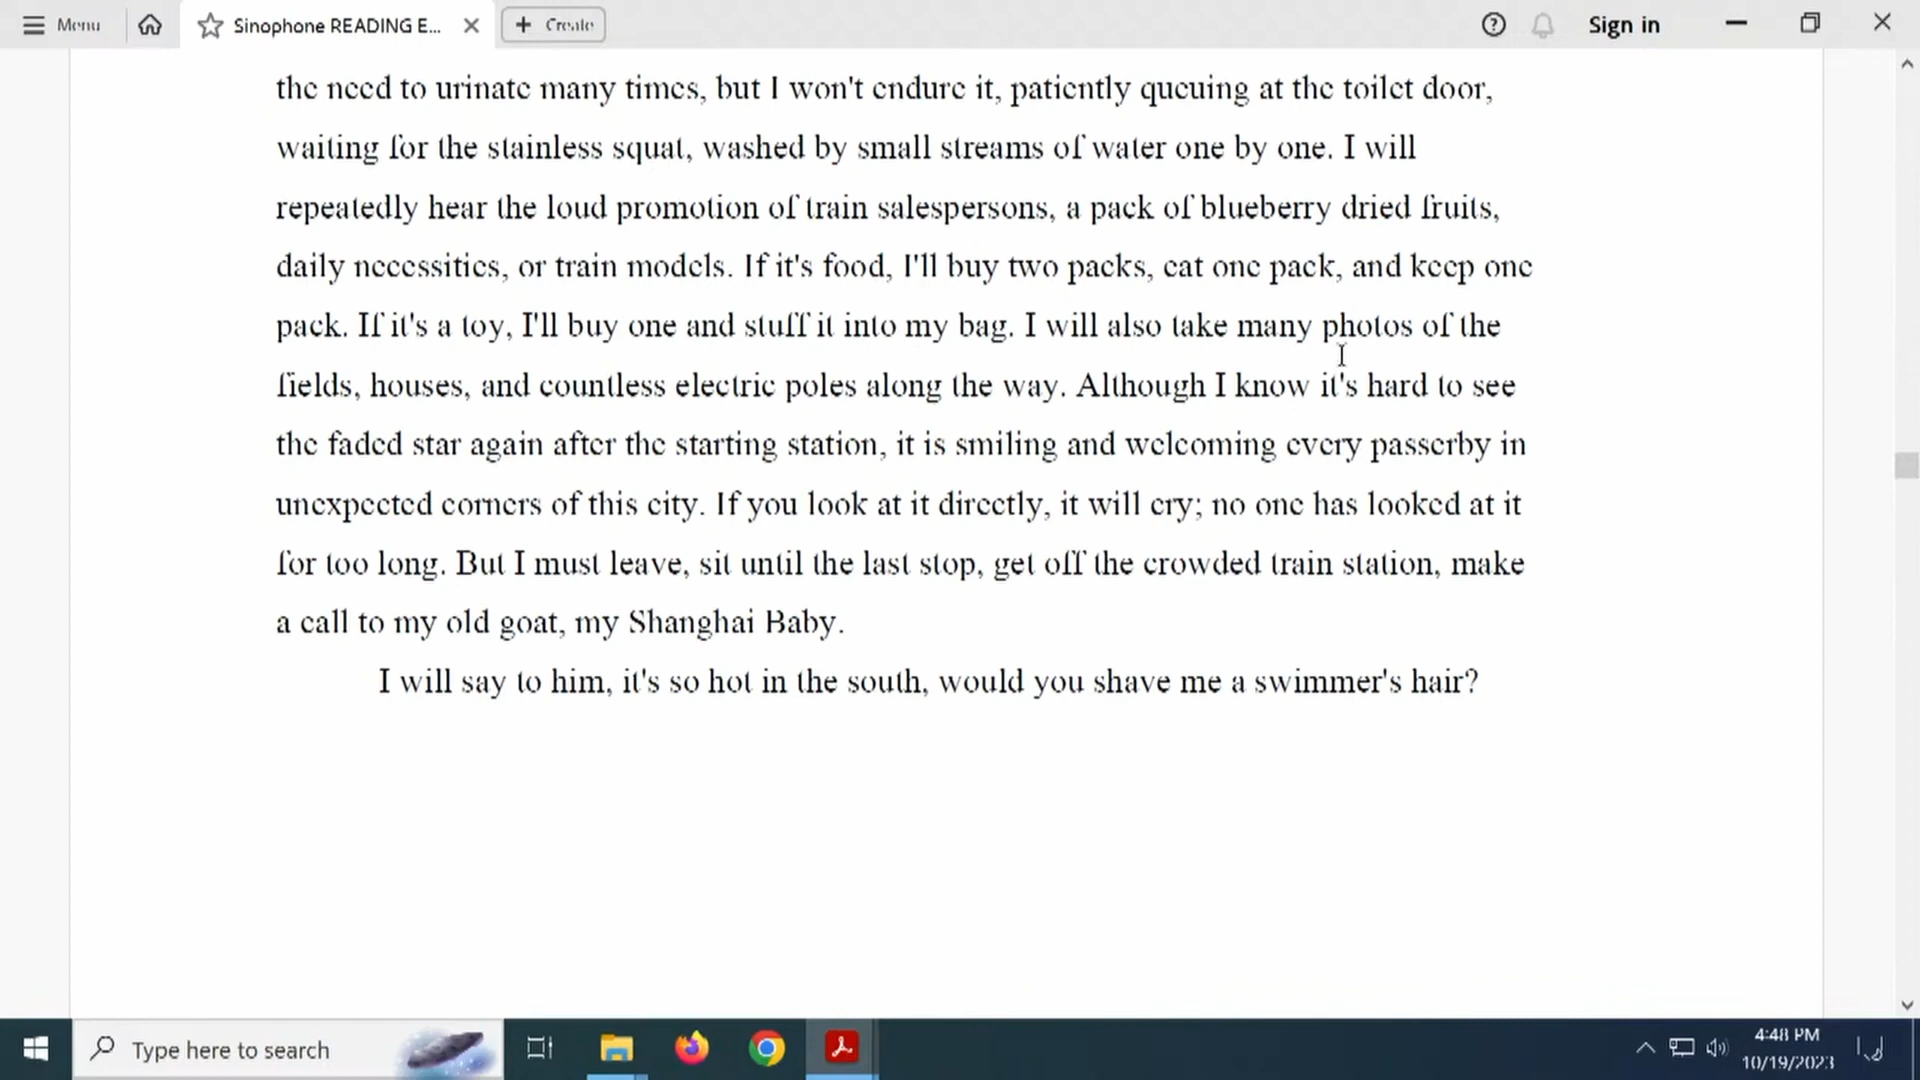 Menu
Sinophone READING E...
Create
Sign in
the need to urinate many times, but I won't endure it, patiently queuing at the toilet door,
waiting for the stainless squat, washed by small streams of water one by one. I will
repeatedly hear the loud promotion of train salespersons, a pack of blueberry dried fruits,
daily necessities, or train models. If it's food, I'll buy two packs, eat one pack, and keep one
pack. If it's a toy, I'll buy one and stuff it into my bag. I will also take many photos of the
fields, houses, and countless electric poles along the way. Although I know it's hard to see
the faded star again after the starting station, it is smiling and welcoming every passerby in
unexpected corners of this city. If you look at it directly, it will cry; no one has looked at it
for too long. But I must leave, sit until the last stop, get off the crowded train station, make
a call to my old goat, my Shanghai Baby.
I will say to him, it's so hot in the south, would you shave me a swimmer's hair?
Type here to search
4:48 PM
10/19/2023